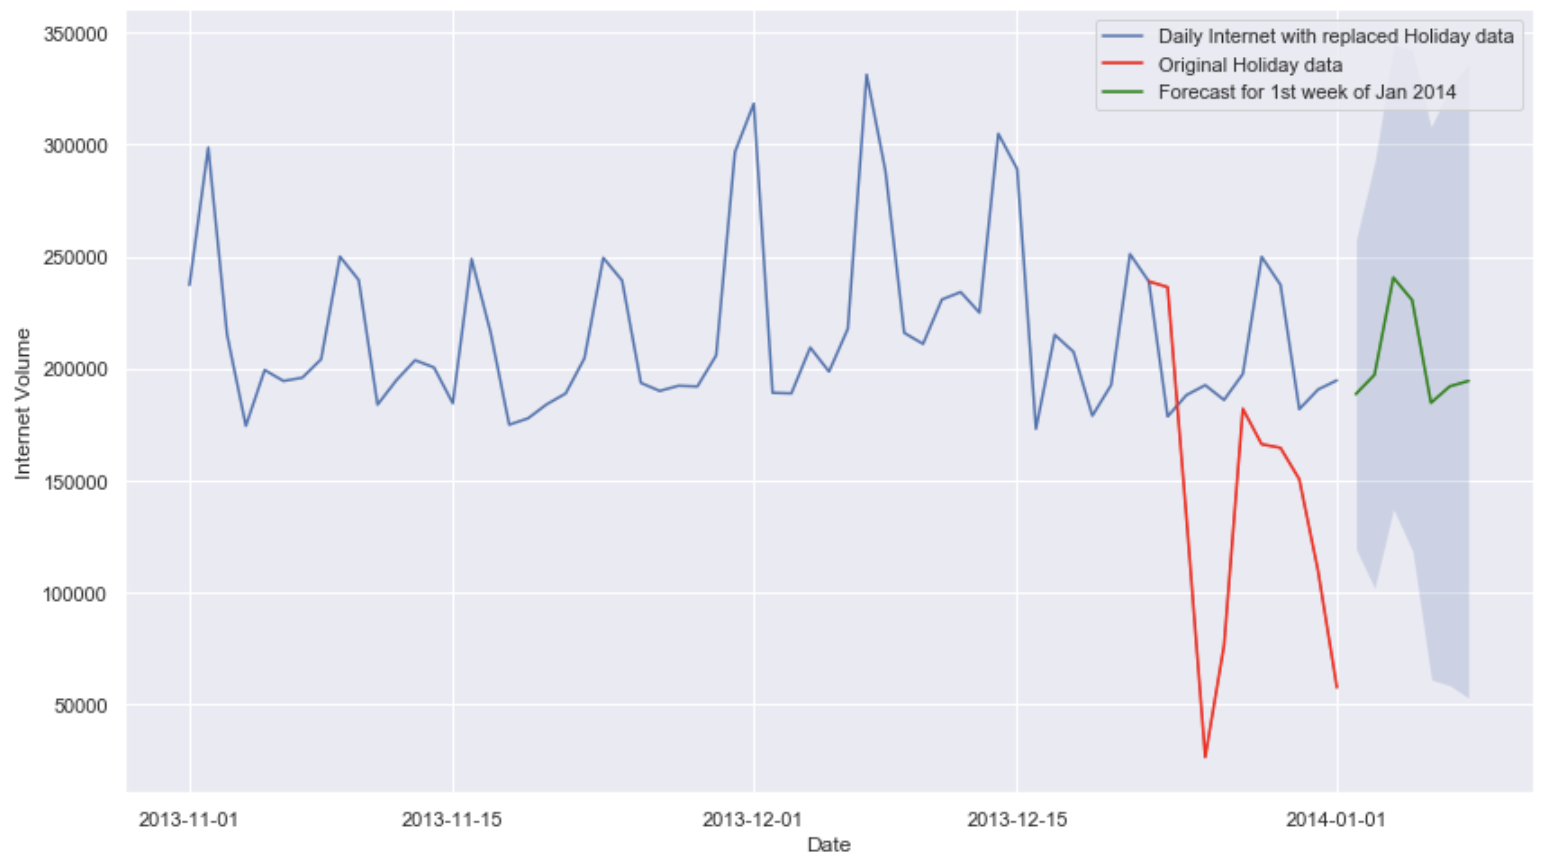 350000
300000
250000
200000
150000
100000
50000
Internet Volume
Daily Internet with replaced Holiday data
Original Holiday data
Forecast for 1st week of Jan 2014
2013-11-01 2013-11-15 2013-12-01 2013-12-15 2014-01-01
Date